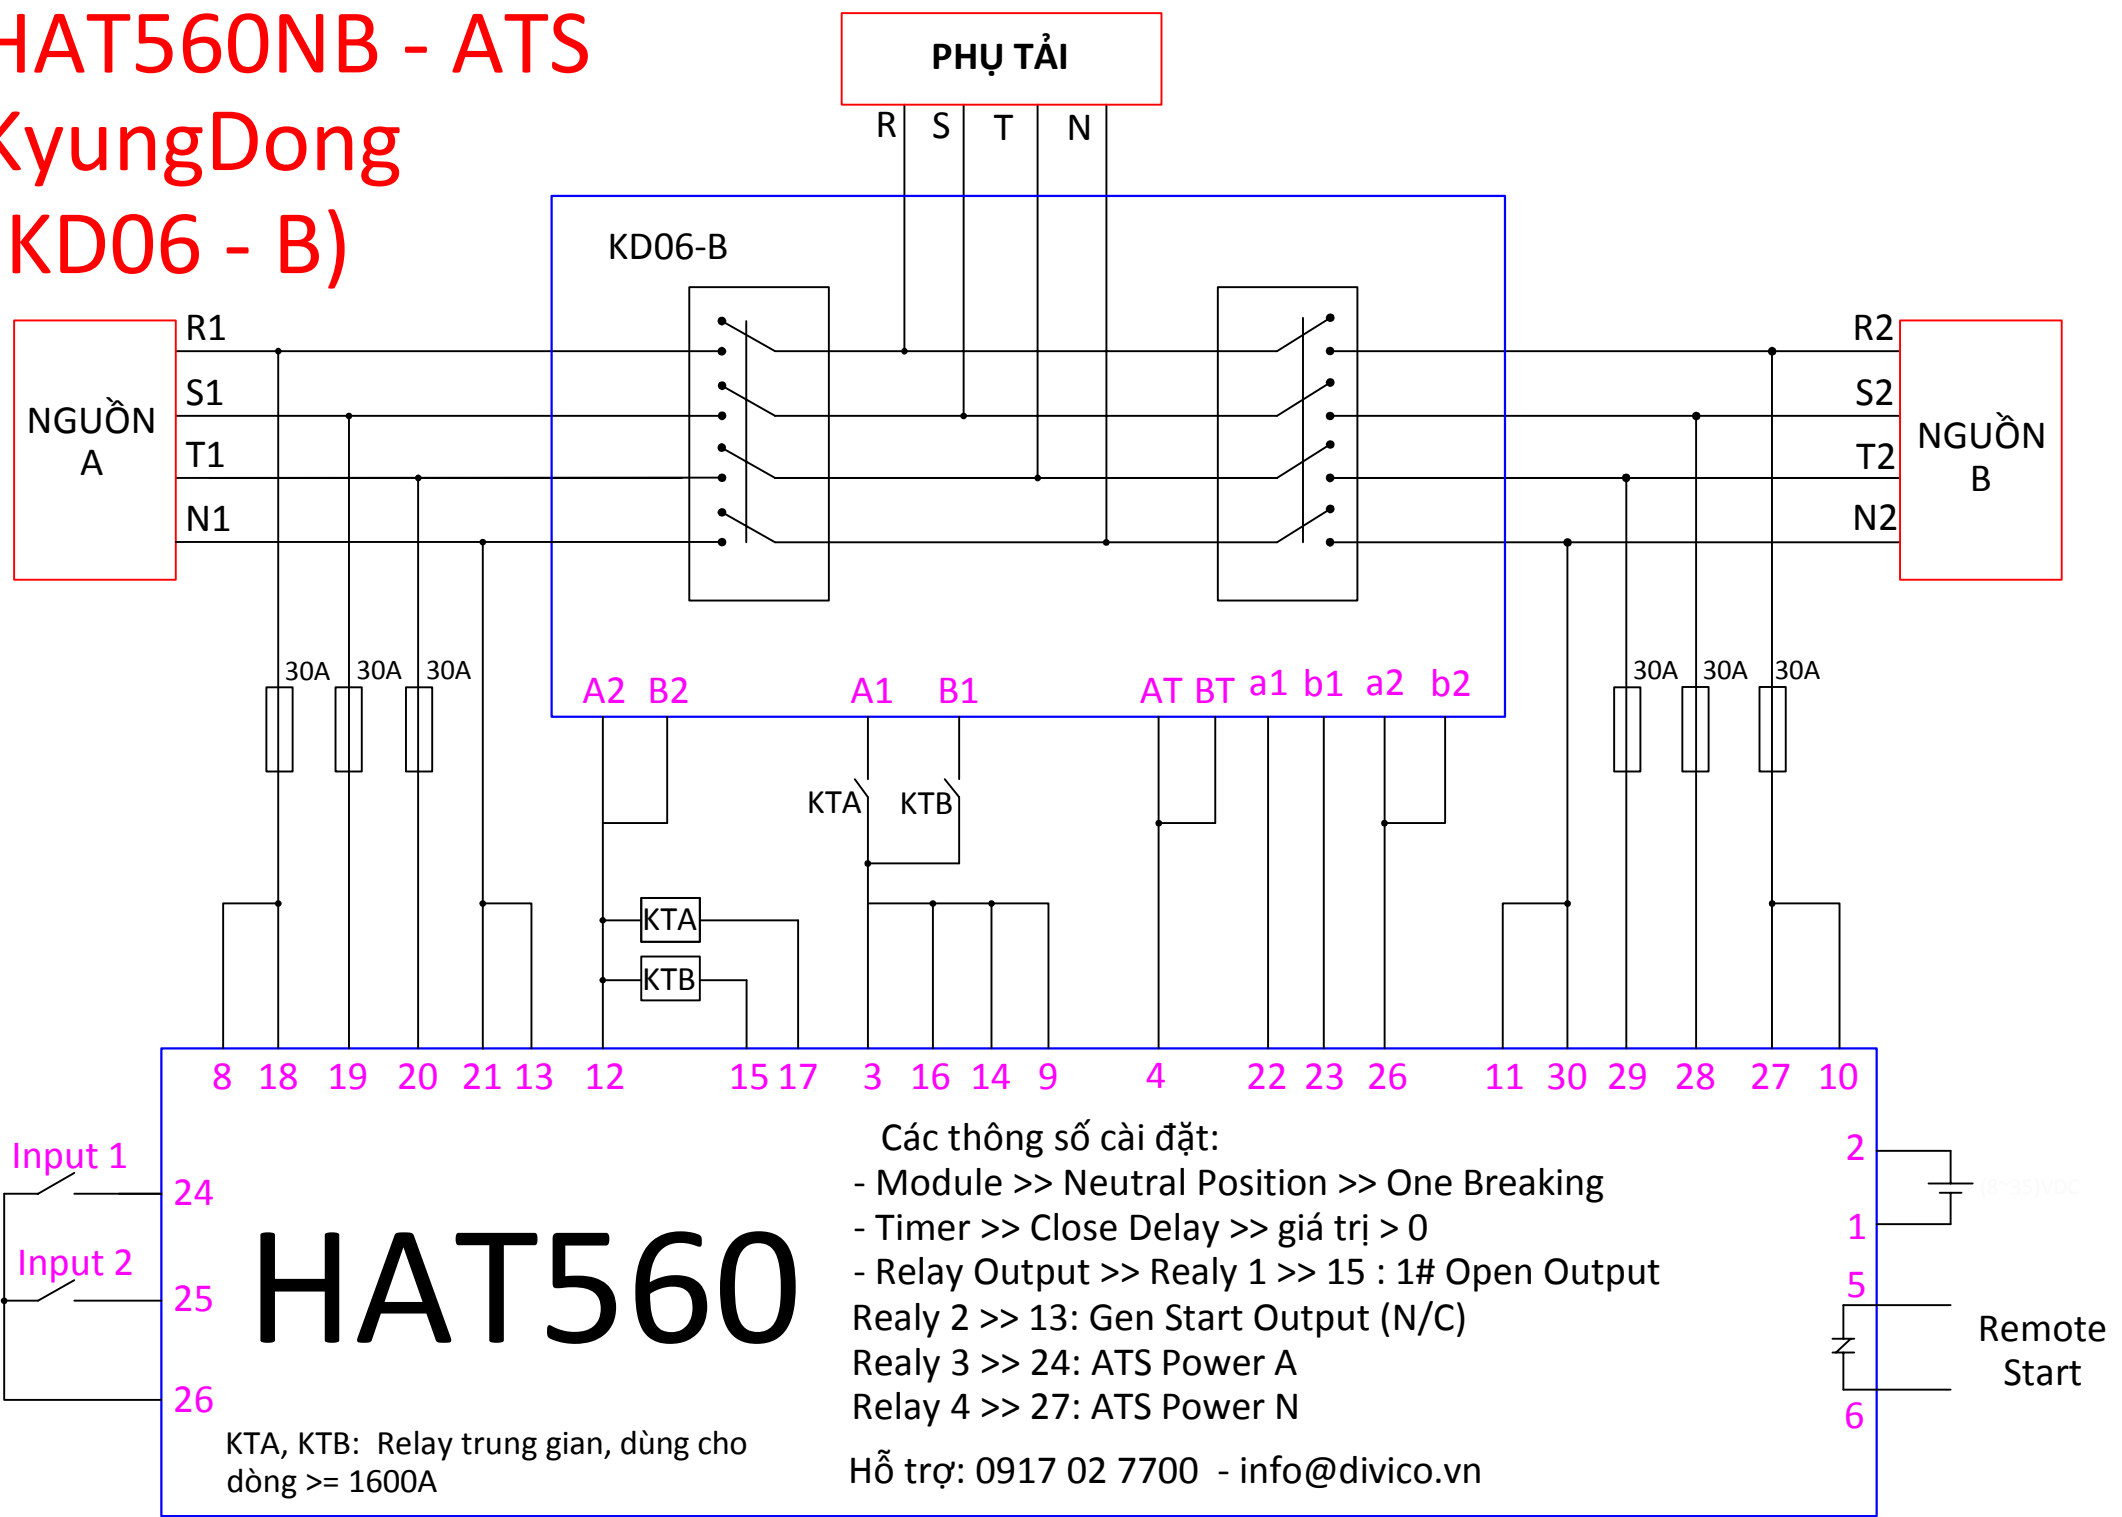 HAT560NB - ATS
KyungDong
KD06 - B)
PHỤ TẢI
R S T N
KD06-B
NGUỒN
A
R1
S1
T1
N1
R2
S2
T2
N2
NGUỒN
B
30A 30A 30A
30A 30A 30A
A2 B2 A1 B1 AT BT a1 b1 a2 b2
KTA KTB
KTA
KTB
8 18 19 20 21 13 12 15 17 3 16 14 9 4 22 23 26 11 30 29 28 27 10
Input 1
24
Input 2
25
26
HAT560
KTA, KTB: Relay trung gian, dùng cho
dòng >= 1600A
Các thông số cài đặt:
- Module >> Neutral Position >> One Breaking
- Timer >> Close Delay >> giá trị > 0
- Relay Output >> Realy 1 >> 15 : 1# Open Output
Realy 2 >> 13: Gen Start Output (N/C)
Realy 3 >> 24: ATS Power A
Relay 4 >> 27: ATS Power N
Hỗ trợ: 0917 02 7700 - info@divico.vn
2
1
5
6
Remote
Start